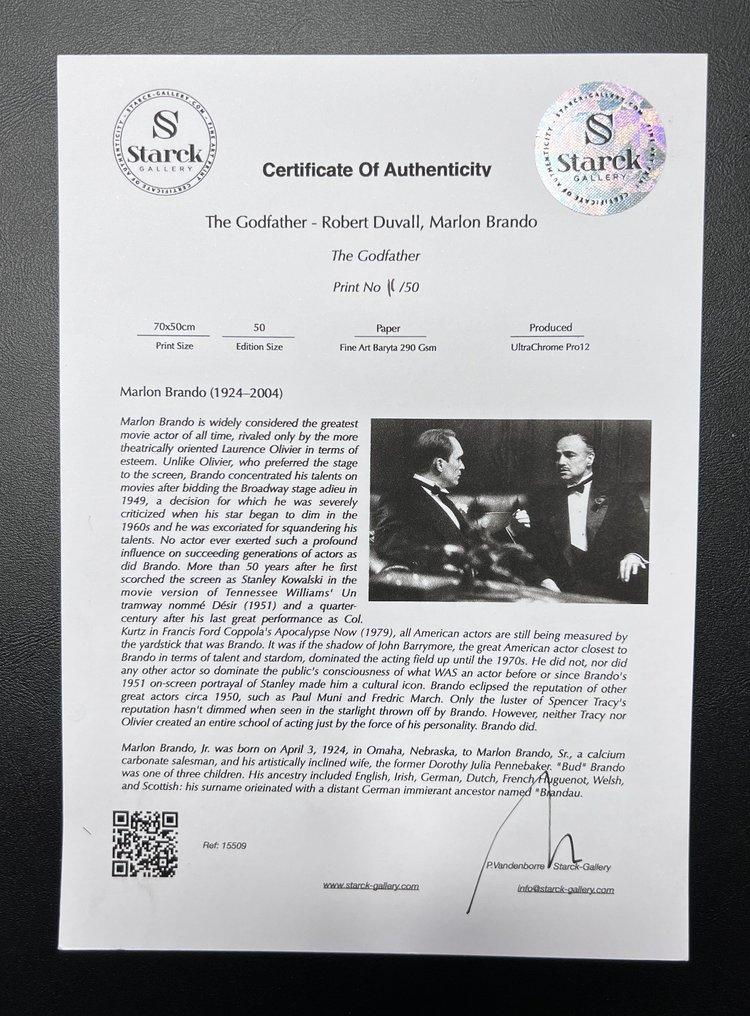 STARCK-GALLERY.COM - FINE ART PRINT - CERTIFICATE OF AUTHENTICITY -
S
Starck
GALLERY
STARCK-GALLERY.COM - FINE ART PRINT - CERTIFICATE OF AUTHENTICITY -
S
Starck
GALLERY
Certificate Of Authenticity
The Godfather - Robert Duvall, Marlon Brando
The Godfather
Print No 11/50
70x50cm 50 Paper Produced
Print Size Edition Size Fine Art Baryta 290 Gsm UltraChrome Pro12
Marlon Brando (1924–2004)
Marlon Brando is widely considered the greatest
movie actor of all time, rivaled only by the more
theatrically oriented Laurence Olivier in terms of
esteem. Unlike Olivier, who preferred the stage
to the screen, Brando concentrated his talents on
movies after bidding the Broadway stage adieu in
1949, a decision for which he was severely
criticized when his star began to dim in the
1960s and he was excoriated for squandering his
talents. No actor ever exerted such a profound
influence on succeeding generations of actors as
did Brando. More than 50 years after he first
scorched the screen as Stanley Kowalski in the
movie version of Tennessee Williams' Un
tramway nommé Désir (1951) and a quarter-
century after his last great performance as Col.
Kurtz in Francis Ford Coppola's Apocalypse Now (1979), all American actors are still being measured by
the yardstick that was Brando. It was if the shadow of John Barrymore, the great American actor closest to
Brando in terms of talent and stardom, dominated the acting field up until the 1970s. He did not, nor did
any other actor so dominate the public's consciousness of what WAS an actor before or since Brando's
1951 on-screen portrayal of Stanley made him a cultural icon. Brando eclipsed the reputation of other
great actors circa 1950, such as Paul Muni and Fredric March. Only the luster of Spencer Tracy's
reputation hasn't dimmed when seen in the starlight thrown off by Brando. However, neither Tracy nor
Olivier created an entire school of acting just by the force of his personality. Brando did.
Marlon Brando, Jr. was born on April 3, 1924, in Omaha, Nebraska, to Marlon Brando, Sr., a calcium
carbonate salesman, and his artistically inclined wife, the former Dorothy Julia Pennebaker. "Bud" Brando
was one of three children. His ancestry included English, Irish, German, Dutch, French Huguenot, Welsh,
and Scottish; his surname originated with a distant German immigrant ancestor named "Brandau.
Ref: 15509
P.Vandenborre Starck-Gallery
www.starck-gallery.com
info@starck-gallery.com